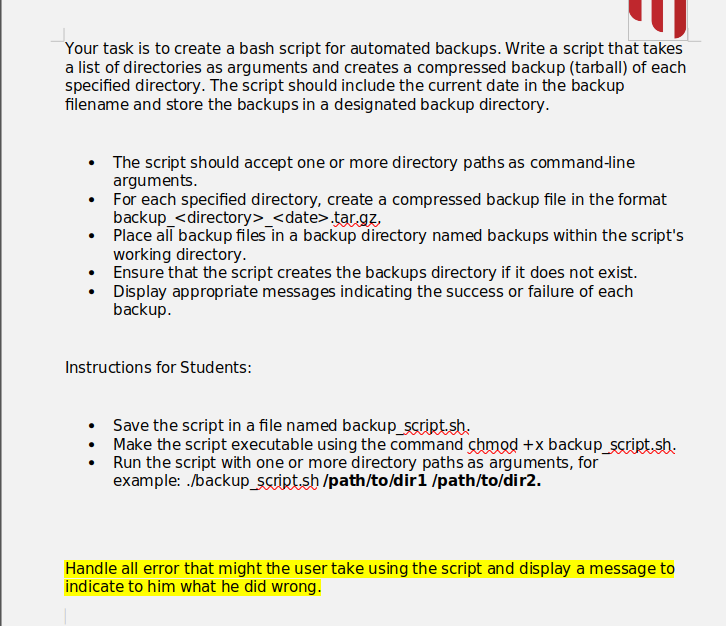 Your task is to create a bash script for automated backups. Write a script that takes
a list of directories as arguments and creates a compressed backup (tarball) of each
specified directory. The script should include the current date in the backup
filename and store the backups in a designated backup directory.
• The script should accept one or more directory paths as command-line
arguments.
• For each specified directory, create a compressed backup file in the format
backup_<directory>_<date>.tar.gz,
• Place all backup files in a backup directory named backups within the script's
working directory.
• Ensure that the script creates the backups directory if it does not exist.
• Display appropriate messages indicating the success or failure of each
backup.
Instructions for Students:
• Save the script in a file named backup_script.sh.
• Make the script executable using the command chmod +x backup_script.sh.
• Run the script with one or more directory paths as arguments, for
example: ./backup_script.sh /path/to/dir1 /path/to/dir2.
Handle all error that might the user take using the script and display a message to
indicate to him what he did wrong.